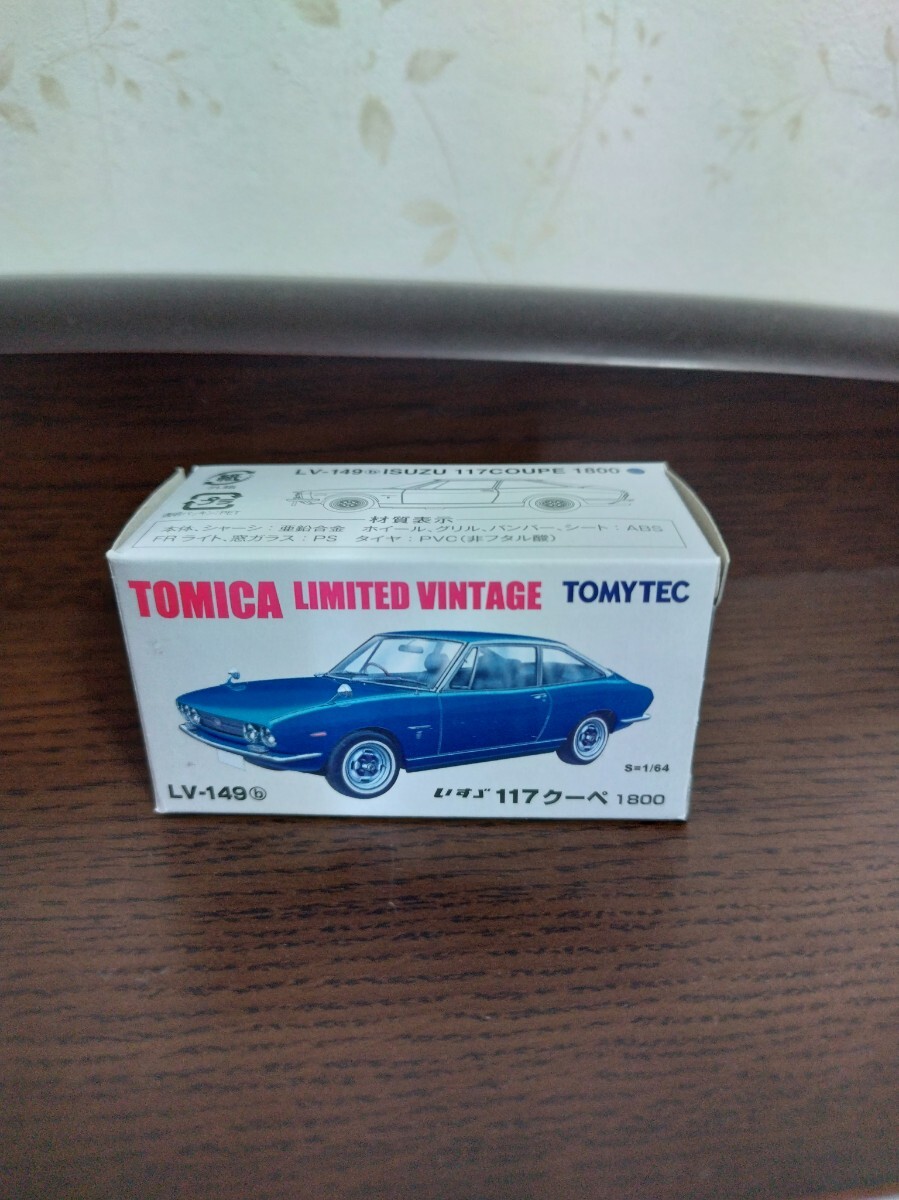 LV-149ⓑ ISUZU 117COUPE 1800
材質表示
本体、シャーシ：亜鉛合金 ホイール、グリル、バンパー、シート：ABS
FRライト、窓ガラス：PS タイヤ：PVC(非フタル酸)
TOMICA LIMITED VINTAGE TOMYTEC
S=1/64
LV-149ⓑ いすゞ 117クーペ 1800